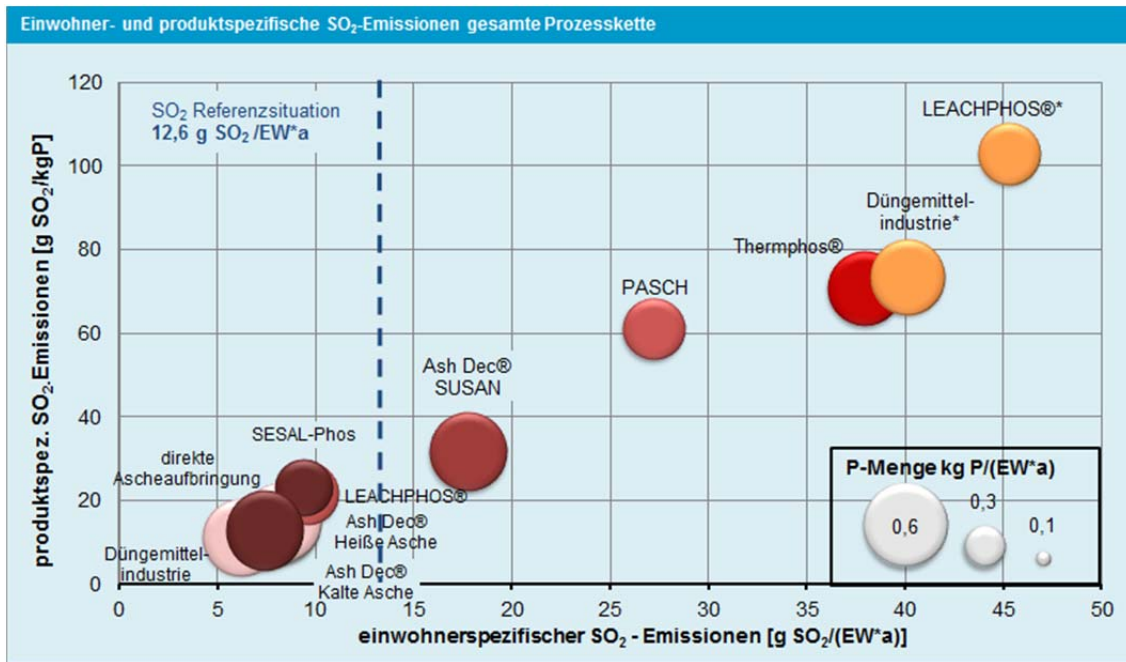 Einwohner- und produktspezifische SO₂-Emissionen gesamte Prozesskette
produktspez. SO₂-Emissionen [g SO₂/kgP]
120
100
80
60
40
20
0
SO₂ Referenzsituation
12,6 g SO₂ /EW*a
LEACHPHOS®*
Düngemittel-
industrie*
Thermphos®
PASCH
Ash Dec®
SUSAN
SESAL-Phos
direkte
Ascheaufbringung
LEACHPHOS®
Ash Dec®
Heiße Asche
Düngemittel-
industrie
Ash Dec®
Kalte Asche
P-Menge kg P/(EW*a)
0,6
0,3
0,1
0 5 10 15 20 25 30 35 40 45 50
einwohnerspezifischer SO₂ - Emissionen [g SO₂/(EW*a)]